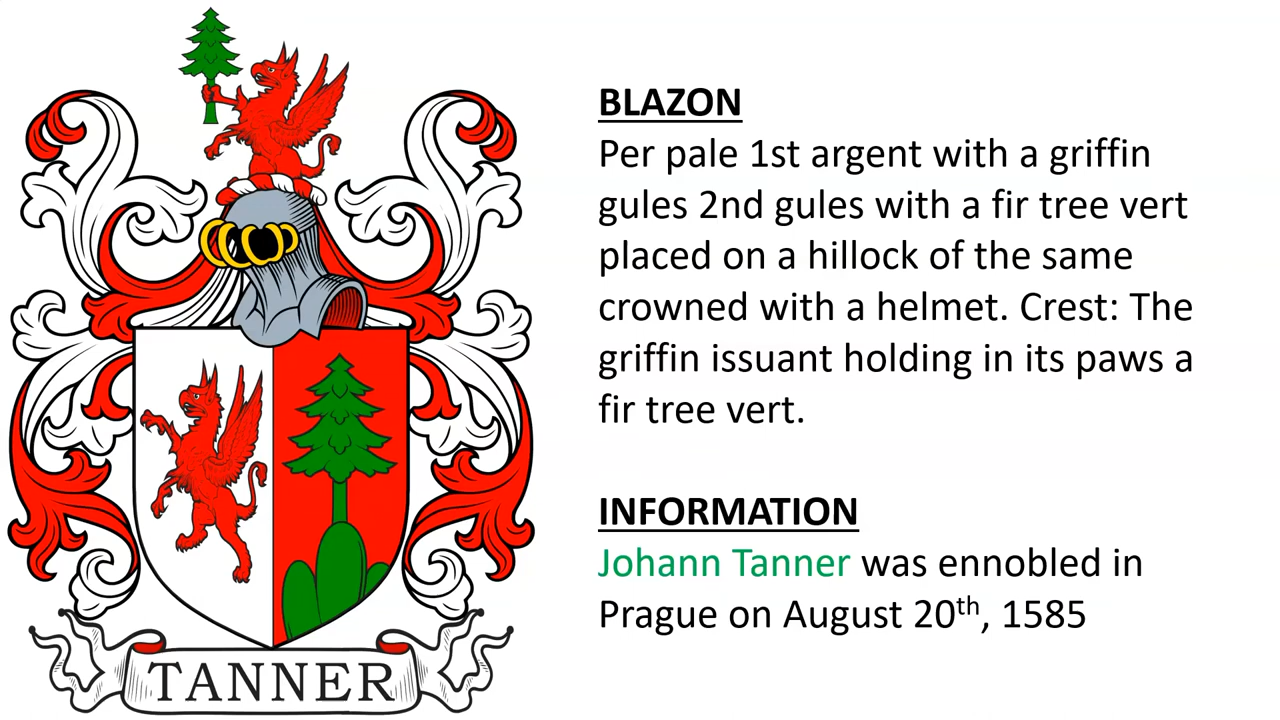 BLAZON
Per pale 1st argent with a griffin
gules 2nd gules with a fir tree vert
placed on a hillock of the same
crowned with a helmet. Crest: The
griffin issuant holding in its paws a
fir tree vert.
INFORMATION
Johann Tanner was ennobled in
Prague on August 20th, 1585
TANNER